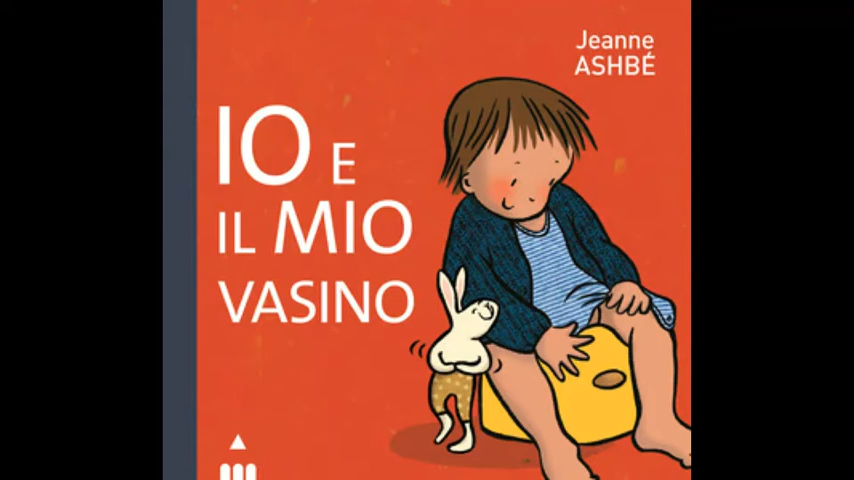 Jeanne
ASHBÉ
IO E
IL MIO
VASINO